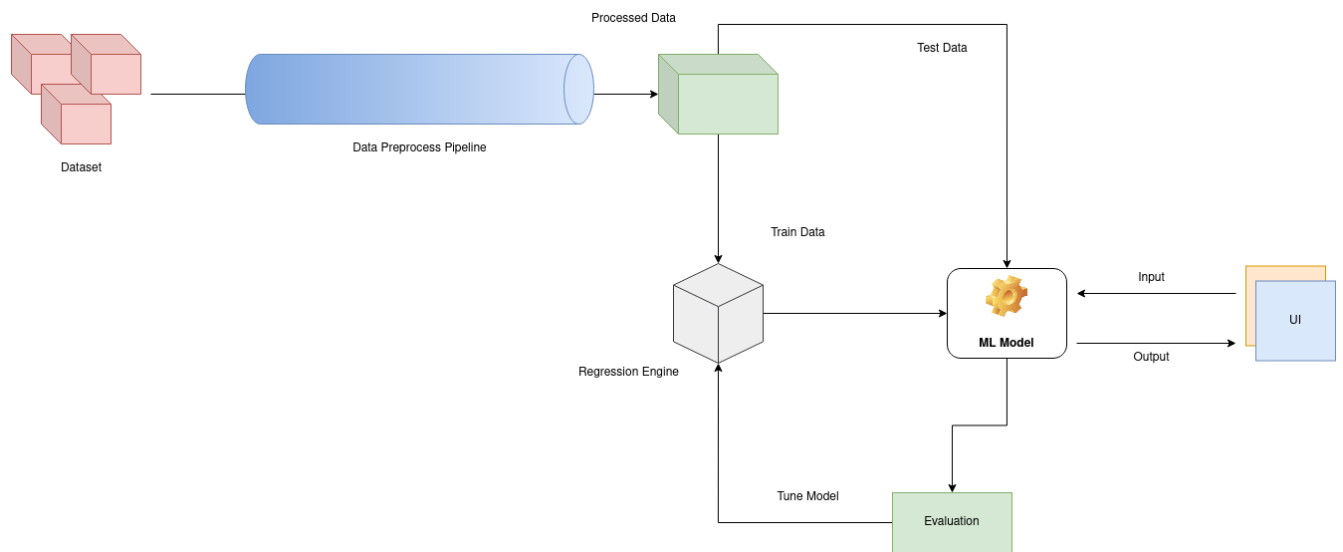 Processed Data
Test Data
Data Preprocess Pipeline
Dataset
Train Data
Input
UI
ML Model
Output
Regression Engine
Tune Model
Evaluation